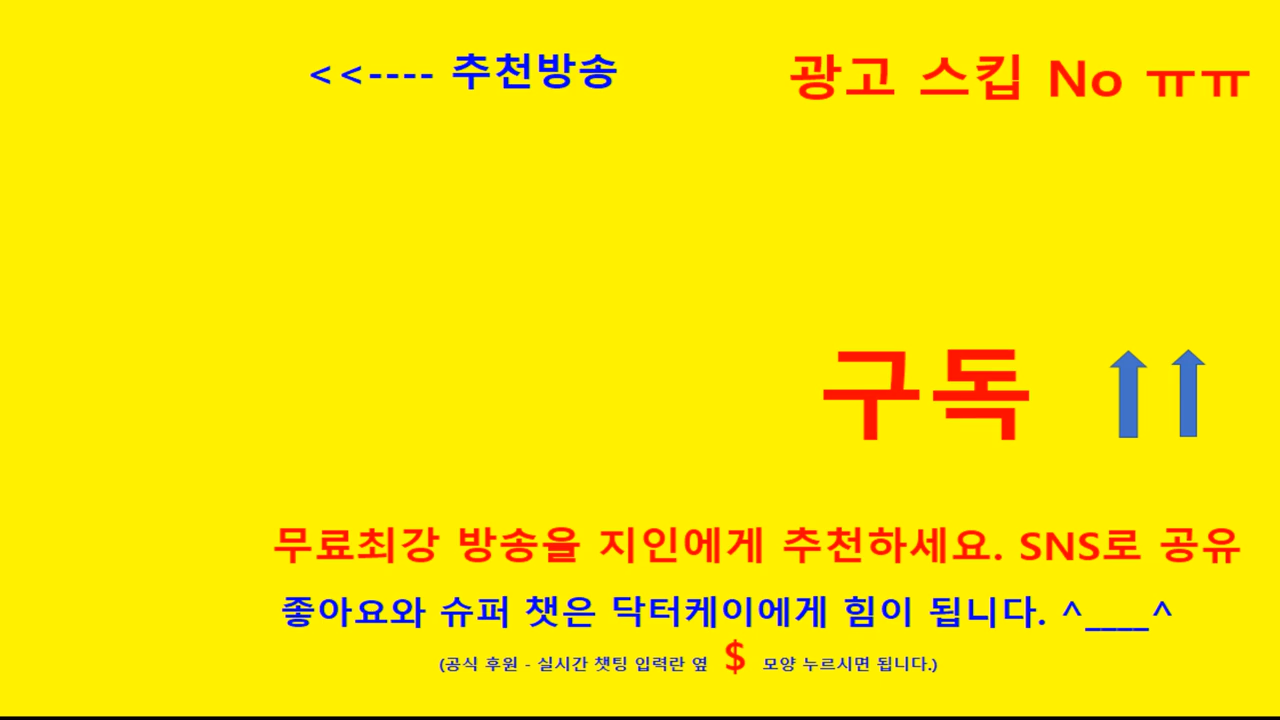 <<---- 추천방송
광고 스킵 No ㅠㅠ
구독
무료최강 방송을 지인에게 추천하세요. SNS로 공유
좋아요와 슈퍼 챗은 닥터케이에게 힘이 됩니다. ^____^
(공식 후원 - 실시간 챗팅 입력란 옆 $ 모양 누르시면 됩니다.)